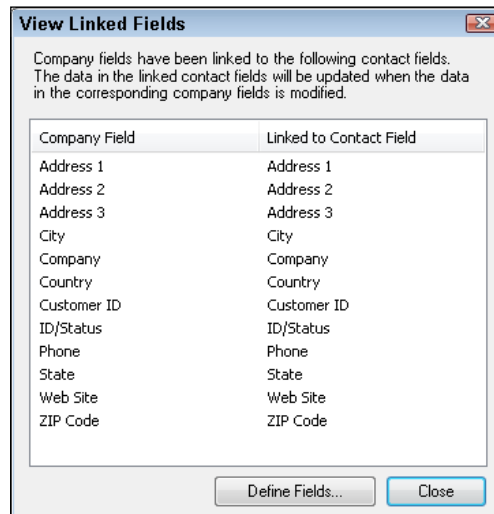 View Linked Fields
Company fields have been linked to the following contact fields.
The data in the linked contact fields will be updated when the data
in the corresponding company fields is modified.
Company Field Linked to Contact Field
Address 1 Address 1
Address 2 Address 2
Address 3 Address 3
City City
Company Company
Country Country
Customer ID Customer ID
ID/Status ID/Status
Phone Phone
State State
Web Site Web Site
ZIP Code ZIP Code
Define Fields... Close